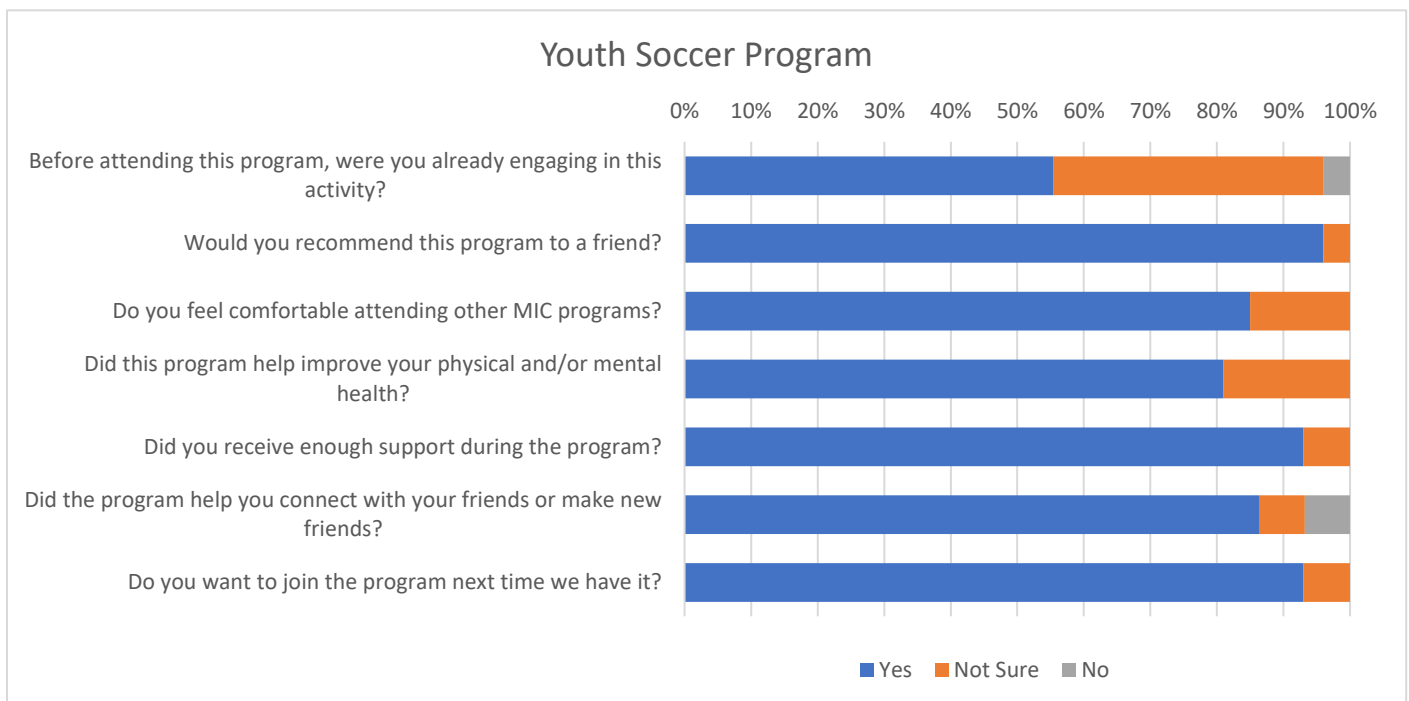 Youth Soccer Program
0% 10% 20% 30% 40% 50% 60% 70% 80% 90% 100%
Before attending this program, were you already engaging in this
activity?
Would you recommend this program to a friend?
Do you feel comfortable attending other MIC programs?
Did this program help improve your physical and/or mental
health?
Did you receive enough support during the program?
Did the program help you connect with your friends or make new
friends?
Do you want to join the program next time we have it?
Yes Not Sure No